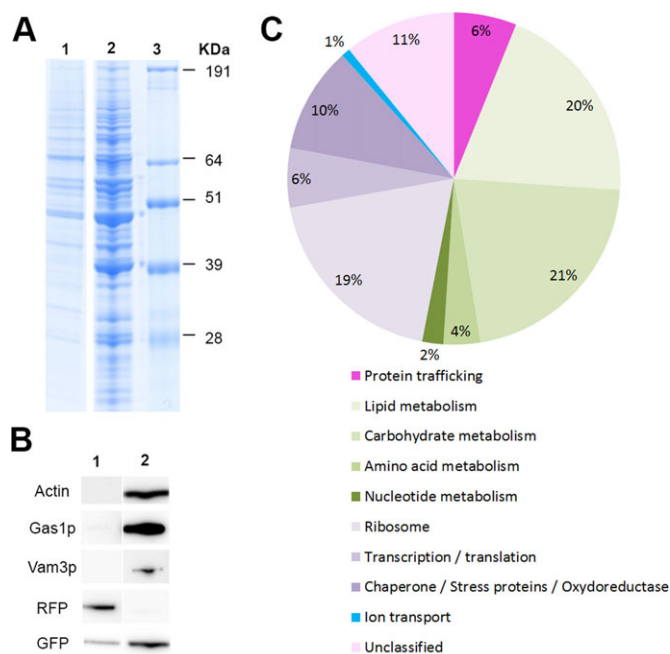 A
1 2 3 KDa
191
64
51
39
28
B
1 2
Actin
Gas1p
Vam3p
RFP
GFP
C
6%
20%
21%
4%
2%
19%
6%
10%
1%
11%
Protein trafficking
Lipid metabolism
Carbohydrate metabolism
Amino acid metabolism
Nucleotide metabolism
Ribosome
Transcription / translation
Chaperone / Stress proteins / Oxydoreductase
Ion transport
Unclassified